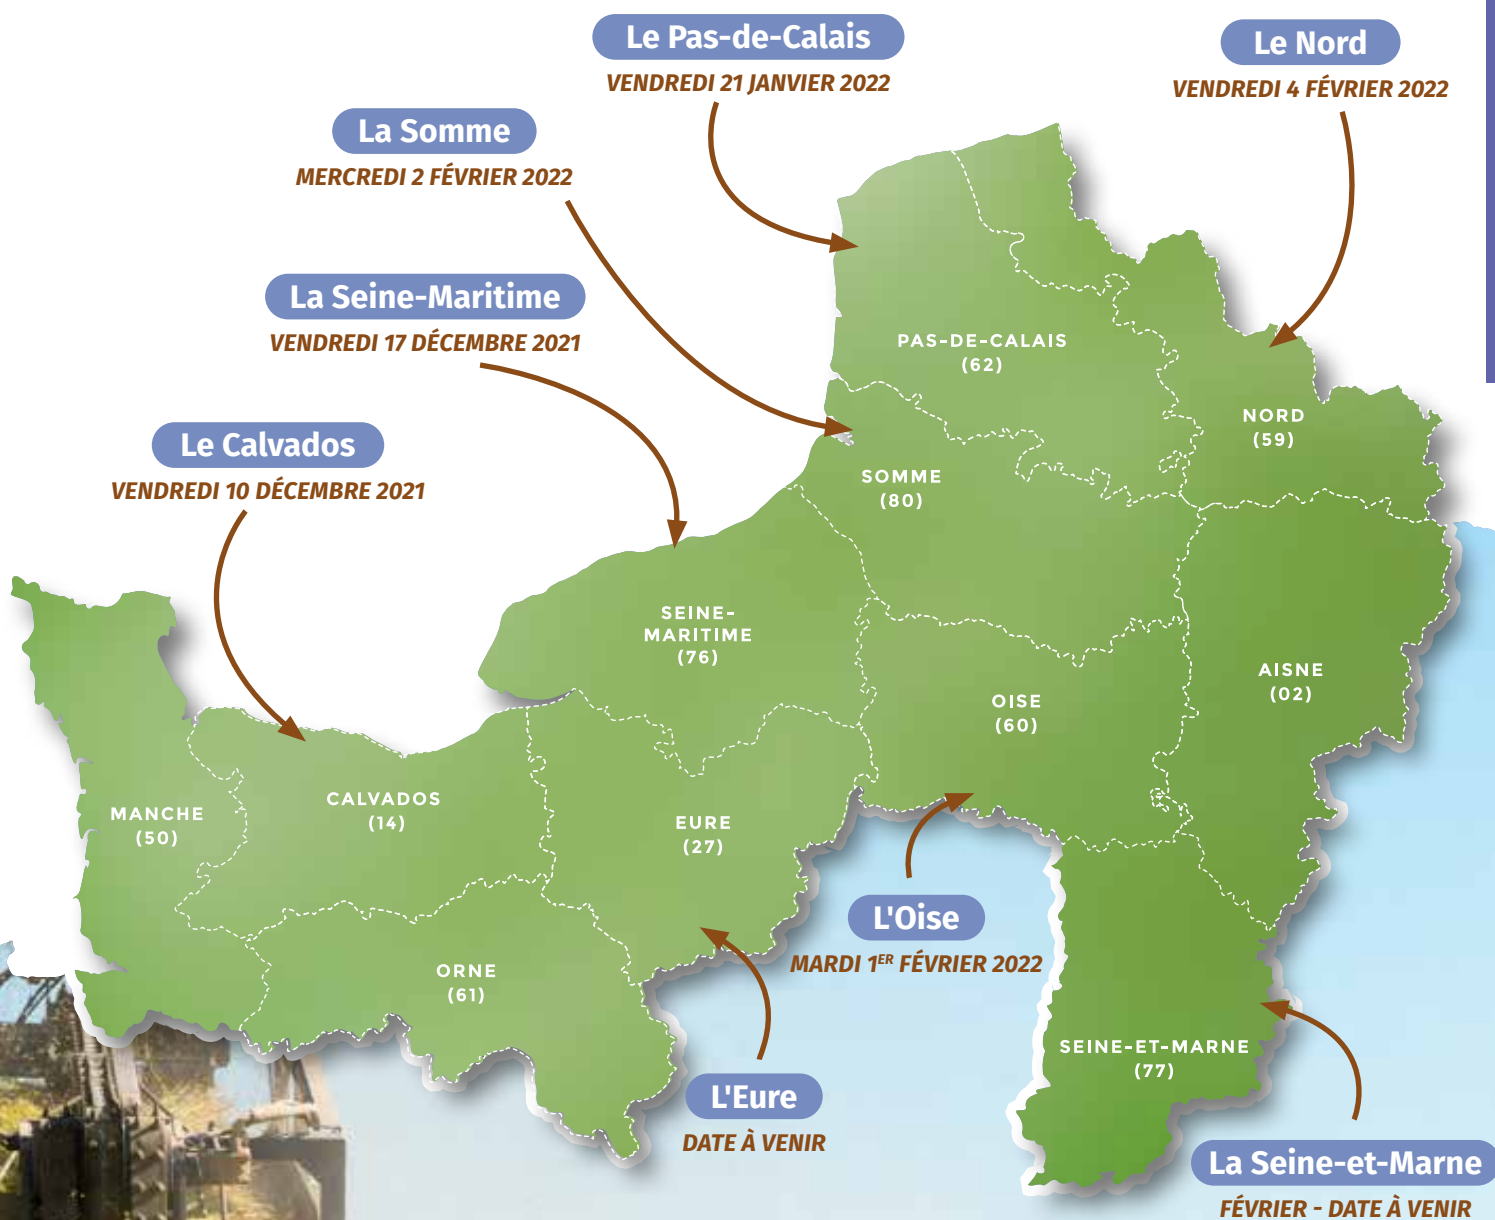 Le Pas-de-Calais
VENDREDI 21 JANVIER 2022
Le Nord
VENDREDI 4 FÉVRIER 2022
La Somme
MERCREDI 2 FÉVRIER 2022
La Seine-Maritime
VENDREDI 17 DÉCEMBRE 2021
Le Calvados
VENDREDI 10 DÉCEMBRE 2021
PAS-DE-CALAIS
(62)
NORD
(59)
SOMME
(80)
SEINE-
MARITIME
(76)
AISNE
(02)
OISE
(60)
MANCHE
(50)
CALVADOS
(14)
EURE
(27)
ORNE
(61)
L'Oise
MARDI 1ER FÉVRIER 2022
SEINE-ET-MARNE
(77)
L'Eure
DATE À VENIR
La Seine-et-Marne
FÉVRIER - DATE À VENIR